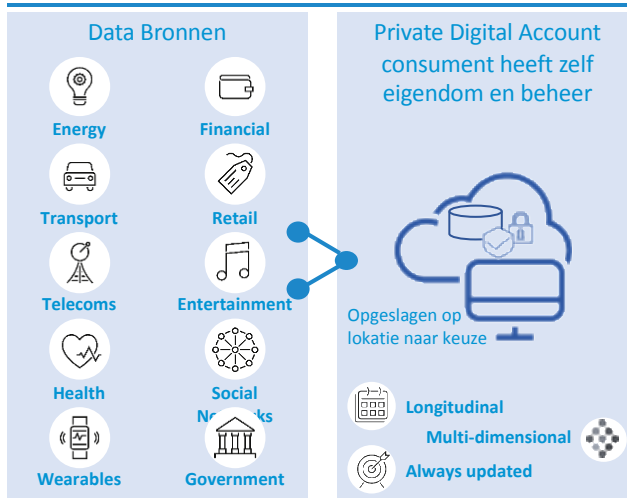 Data Bronnen
Energy
Financial
Transport
Retail
Telecoms
Entertainment
Health
Social
Wearables
Government
Private Digital Account
consument heeft zelf
eigendom en beheer
Opgeslagen op
lokatie naar keuze
Longitudinal
Multi-dimensional
Always updated